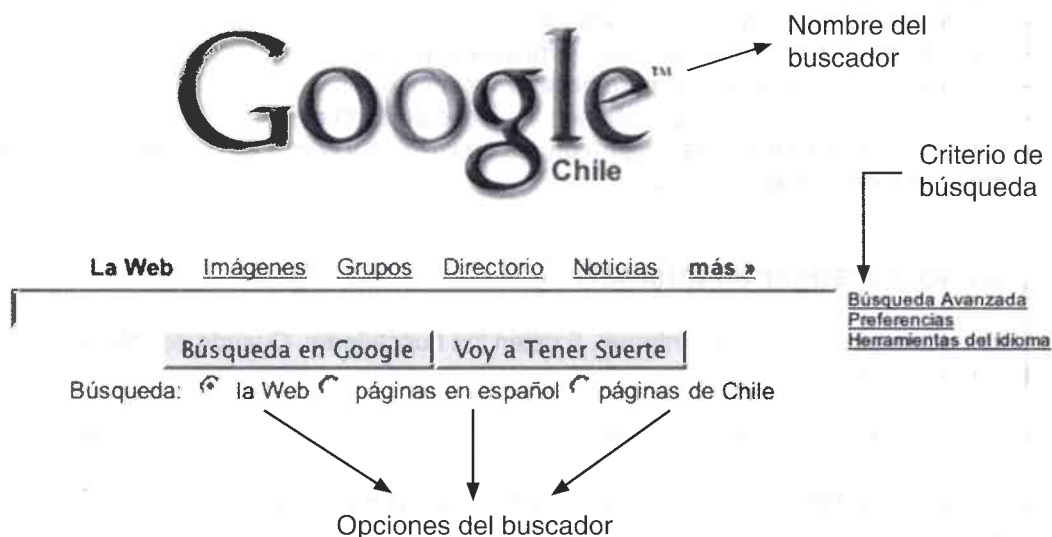 Nombre del
buscador
Google™
Chile
Criterio de
búsqueda
La Web Imágenes Grupos Directorio Noticias más »
Búsqueda Avanzada
Preferencias
Herramientas del idioma
Búsqueda en Google Voy a Tener Suerte
Búsqueda: la Web páginas en español páginas de Chile
Opciones del buscador